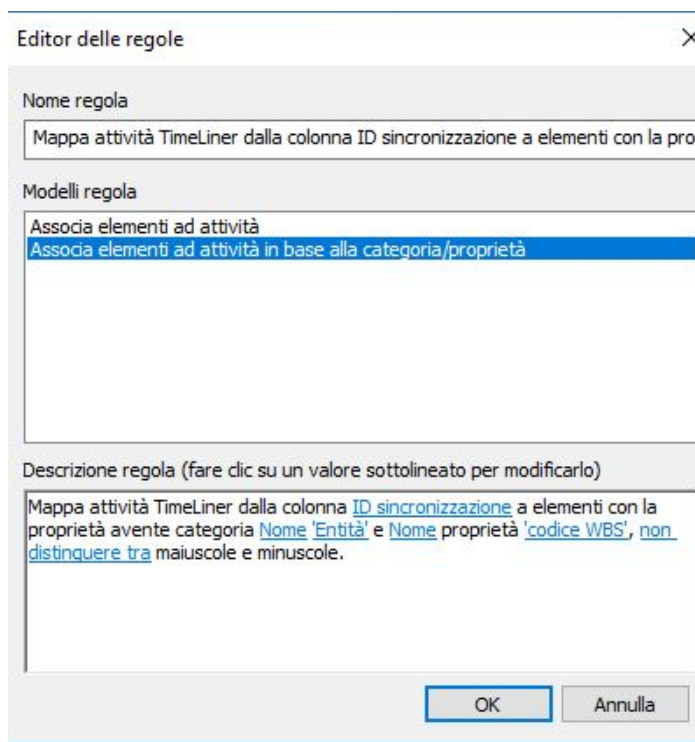 Editor delle regole
Nome regola
Mappa attività TimeLiner dalla colonna ID sincronizzazione a elementi con la pro
Modelli regola
Associa elementi ad attività
Associa elementi ad attività in base alla categoria/proprietà
Descrizione regola (fare clic su un valore sottolineato per modificarlo)
Mappa attività TimeLiner dalla colonna ID sincronizzazione a elementi con la
proprietà avente categoria Nome 'Entità' e Nome proprietà 'codice WBS', non
distinguere tra maiuscole e minuscole.
OK
Annulla